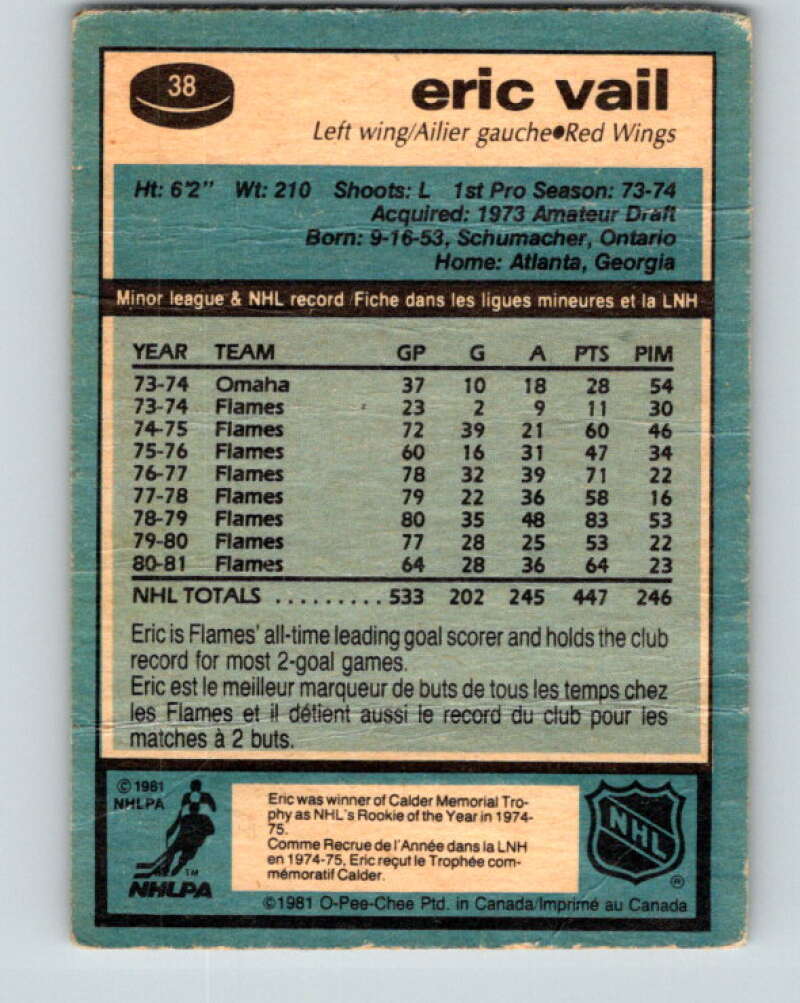 38
eric vail
Left wing/Ailier gauche●Red Wings
Ht: 6'2" Wt: 210 Shoots: L 1st Pro Season: 73-74
Acquired: 1973 Amateur Draft
Born: 9-16-53, Schumacher, Ontario
Home: Atlanta, Georgia
Minor league & NHL record/Fiche dans les ligues mineures et la LNH
YEAR TEAM GP G A PTS PIM
73-74 Omaha 37 10 18 28 54
73-74 Flames 23 2 9 11 30
74-75 Flames 72 39 21 60 46
75-76 Flames 60 16 31 47 34
76-77 Flames 78 32 39 71 22
77-78 Flames 79 22 36 58 16
78-79 Flames 80 35 48 83 53
79-80 Flames 77 28 25 53 22
80-81 Flames 64 28 36 64 23
NHL TOTALS .......... 533 202 245 447 246
Eric is Flames' all-time leading goal scorer and holds the club
record for most 2-goal games.
Eric est le meilleur marqueur de buts de tous les temps chez
les Flames et il détient aussi le record du club pour les
matches à 2 buts.
© 1981
NHLPA
TM
NHLPA
Eric was winner of Calder Memorial Tro-
phy as NHL's Rookie of the Year in 1974-
75.
Comme Recrue de l'Année dans la LNH
en 1974-75, Eric reçut le Trophée com-
mémoratif Calder.
NHL
®
©1981 O-Pee-Chee Ptd. in Canada/Imprimé au Canada